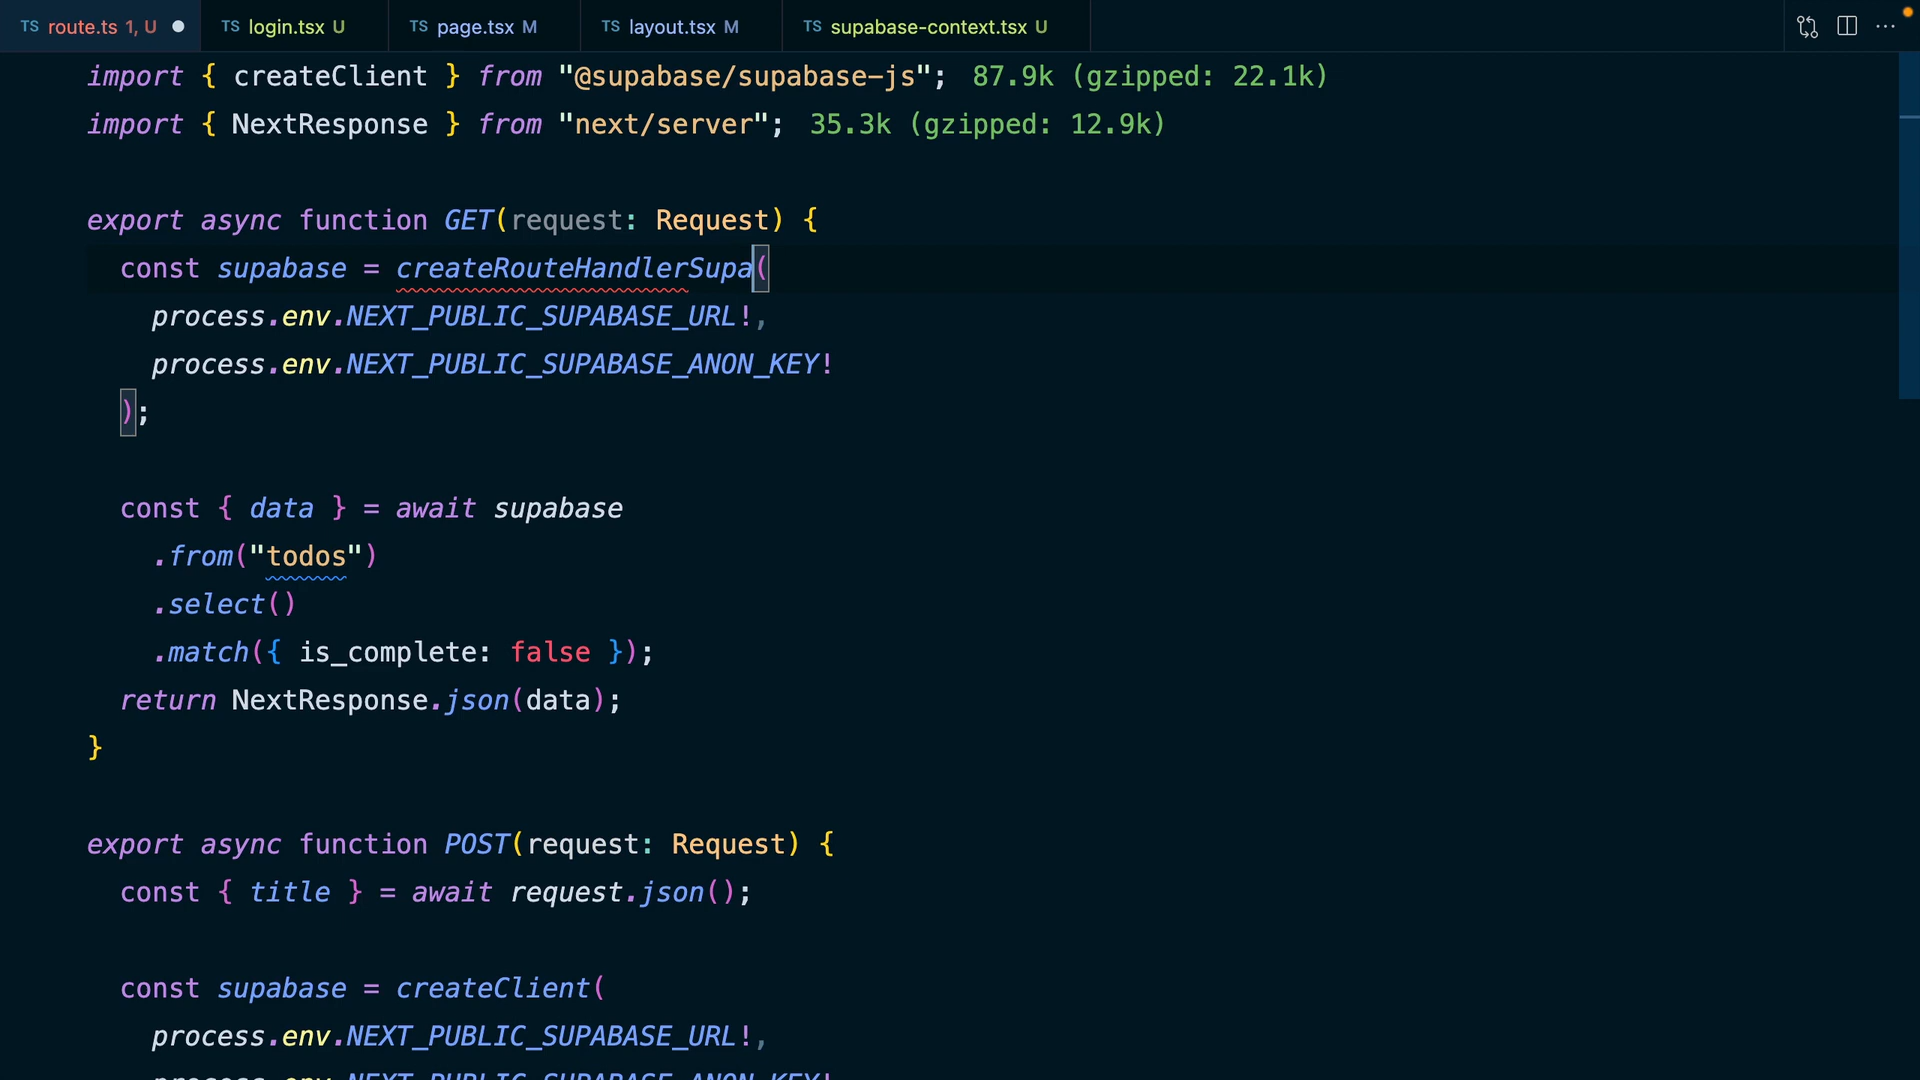 TS route.ts 1, U TS login.tsx U TS page.tsx M TS layout.tsx M TS supabase-context.tsx U
import { createClient } from "@supabase/supabase-js"; 87.9k (gzipped: 22.1k)
import { NextResponse } from "next/server"; 35.3k (gzipped: 12.9k)
export async function GET(request: Request) {
const supabase = createRouteHandlerSupa(
process.env.NEXT_PUBLIC_SUPABASE_URL!,
process.env.NEXT_PUBLIC_SUPABASE_ANON_KEY!
);
const { data } = await supabase
.from("todos")
.select()
.match({ is_complete: false });
return NextResponse.json(data);
}
export async function POST(request: Request) {
const { title } = await request.json();
const supabase = createClient(
process.env.NEXT_PUBLIC_SUPABASE_URL!,
process.env.NEXT_PUBLIC_SUPABASE_ANON_KEY!